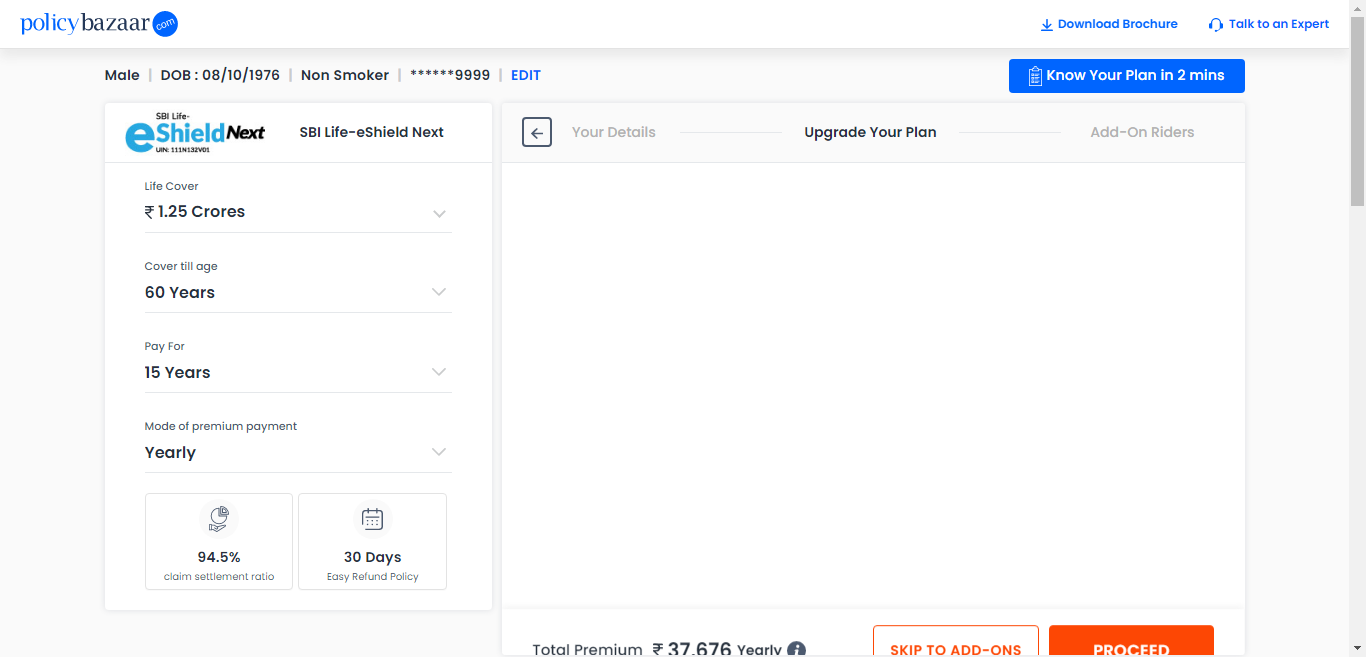 policybazaar com
Download Brochure
Talk to an Expert
Male | DOB : 08/10/1976 | Non Smoker | ******9999 | EDIT
Know Your Plan in 2 mins
SBI Life-
eShield Next
UIN: 111N132V01
SBI Life-eShield Next
Your Details
Upgrade Your Plan
Add-On Riders
Life Cover
₹ 1.25 Crores
Cover till age
60 Years
Pay For
15 Years
Mode of premium payment
Yearly
94.5%
claim settlement ratio
30 Days
Easy Refund Policy
Total Premium ₹ 37,676 Yearly i
SKIP TO ADD-ONS
PROCEED